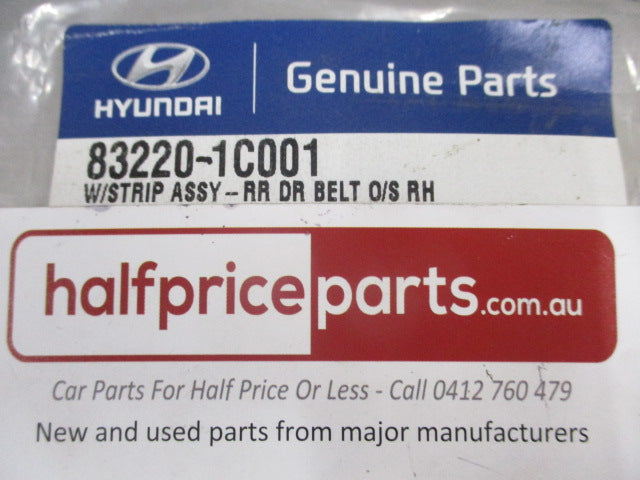 HYUNDAI
Genuine Parts
83220-1C001
W/STRIP ASSY-RR DR BELT O/S RH
halfpriceparts.com.au
Car Parts For Half Price Or Less - Call 0412 760 479
New and used parts from major manufacturers